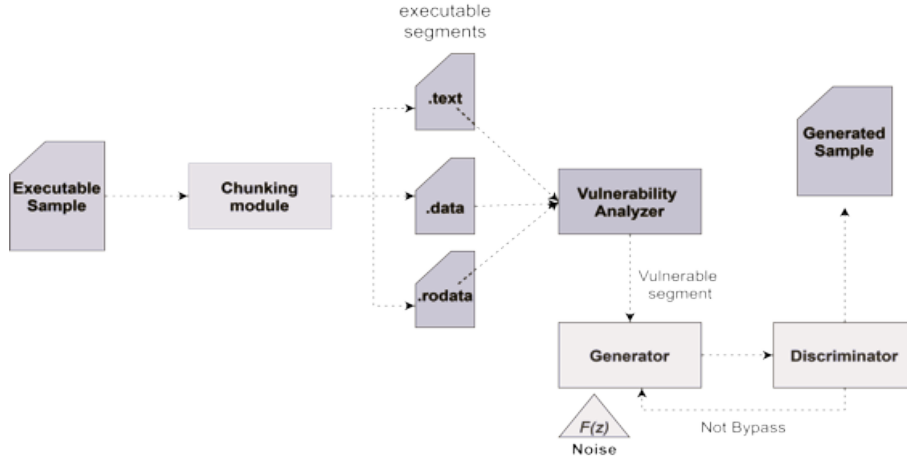 executable
segments
.text
Executable
Sample
Chunking
module
.data
.rodata
Vulnerability
Analyzer
Generated
Sample
Vulnerable
segment
Generator
Discriminator
F(z)
Noise
Not Bypass